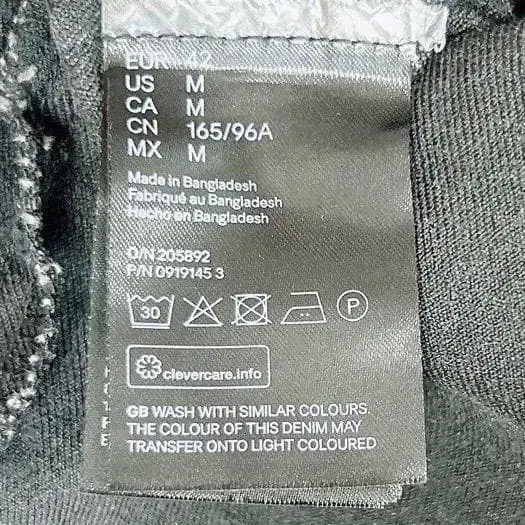 EUR 42
US M
CA M
CN 165/96A
MX M
Made in Bangladesh
Fabriqué au Bangladesh
Hecho en Bangladesh
O/N 205892
P/N 0919145 3
30
P
clevercare.info
GB WASH WITH SIMILAR COLOURS.
THE COLOUR OF THIS DENIM MAY
TRANSFER ONTO LIGHT COLOURED